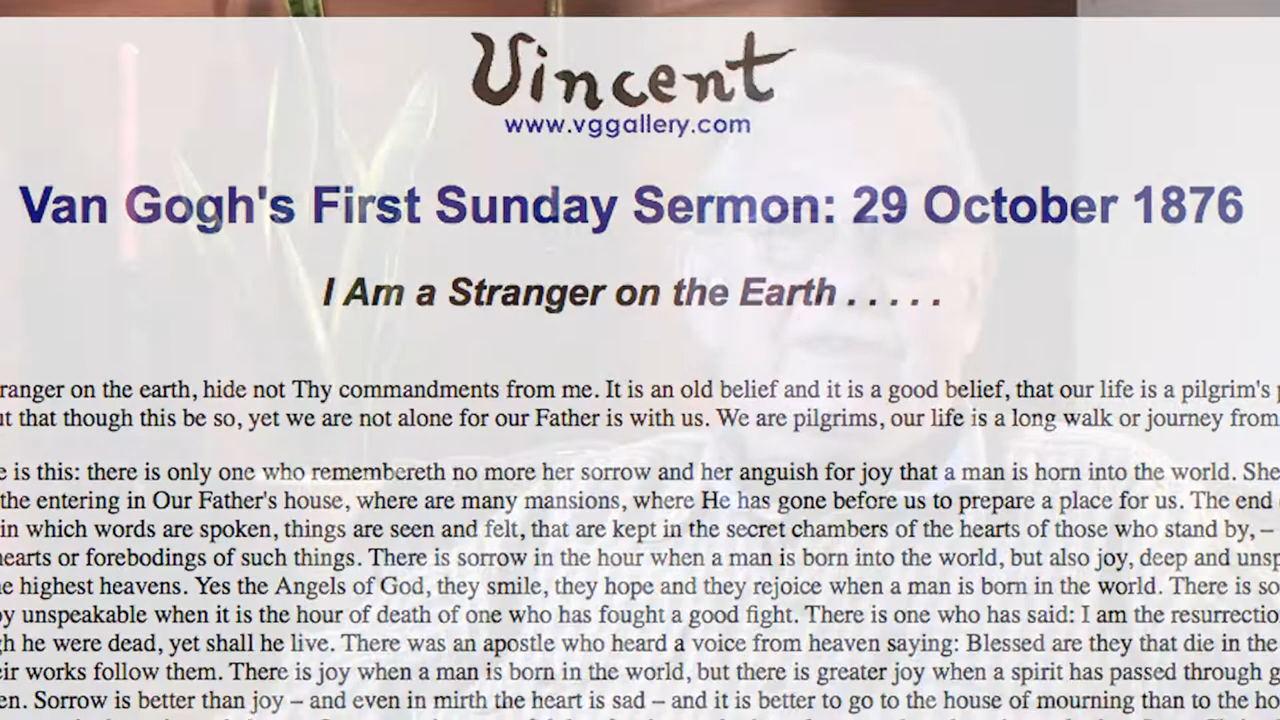 Vincent
www.vggallery.com
Van Gogh's First Sunday Sermon: 29 October 1876
I Am a Stranger on the Earth . . . . .
ranger on the earth, hide not Thy commandments from me. It is an old belief and it is a good belief, that our life is a pilgrim's
t that though this be so, yet we are not alone for our Father is with us. We are pilgrims, our life is a long walk or journey from
e is this: there is only one who remembereth no more her sorrow and her anguish for joy that a man is born into the world. She
the entering in Our Father's house, where are many mansions, where He has gone before us to prepare a place for us. The end
in which words are spoken, things are seen and felt, that are kept in the secret chambers of the hearts of those who stand by, –
hearts or forebodings of such things. There is sorrow in the hour when a man is born into the world, but also joy, deep and unsp
e highest heavens. Yes the Angels of God, they smile, they hope and they rejoice when a man is born in the world. There is so
y unspeakable when it is the hour of death of one who has fought a good fight. There is one who has said: I am the resurrectio
gh he were dead, yet shall he live. There was an apostle who heard a voice from heaven saying: Blessed are they that die in the
eir works follow them. There is joy when a man is born in the world, but there is greater joy when a spirit has passed through g
en. Sorrow is better than joy – and even in mirth the heart is sad – and it is better to go to the house of mourning than to the ho